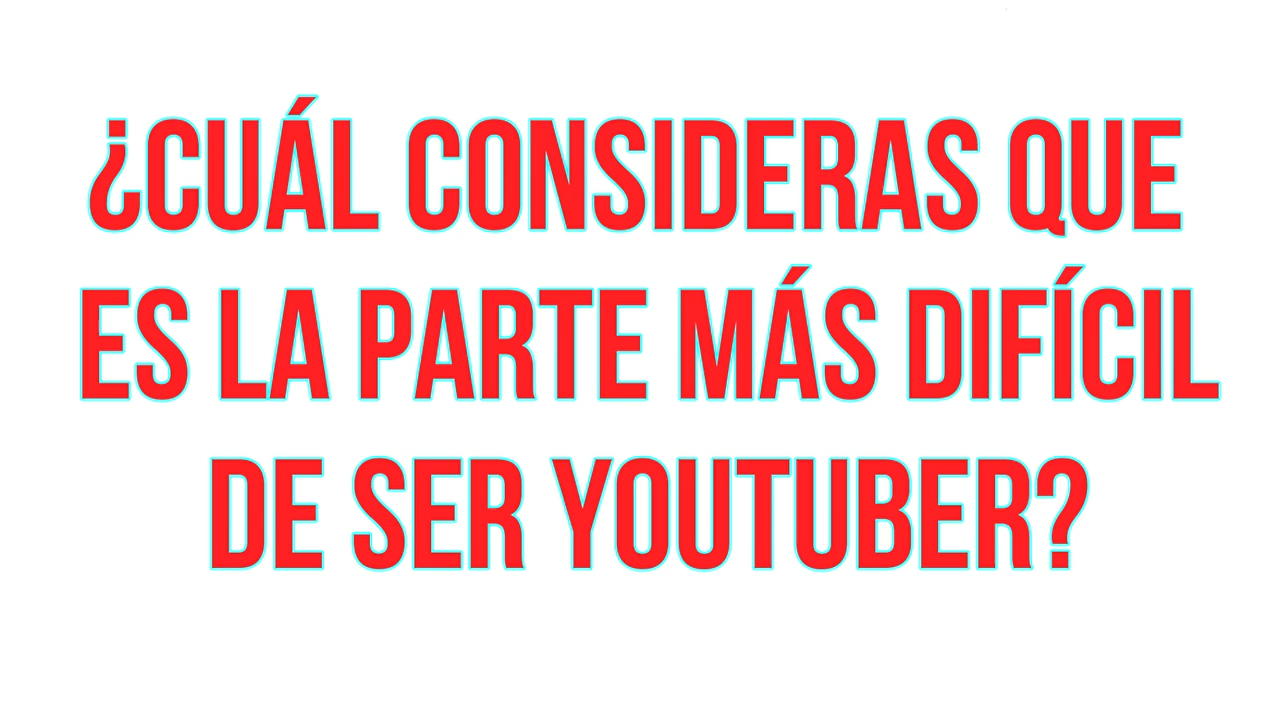 ¿CUÁL CONSIDERAS QUE
ES LA PARTE MÁS DIFÍCIL
DE SER YOUTUBER?